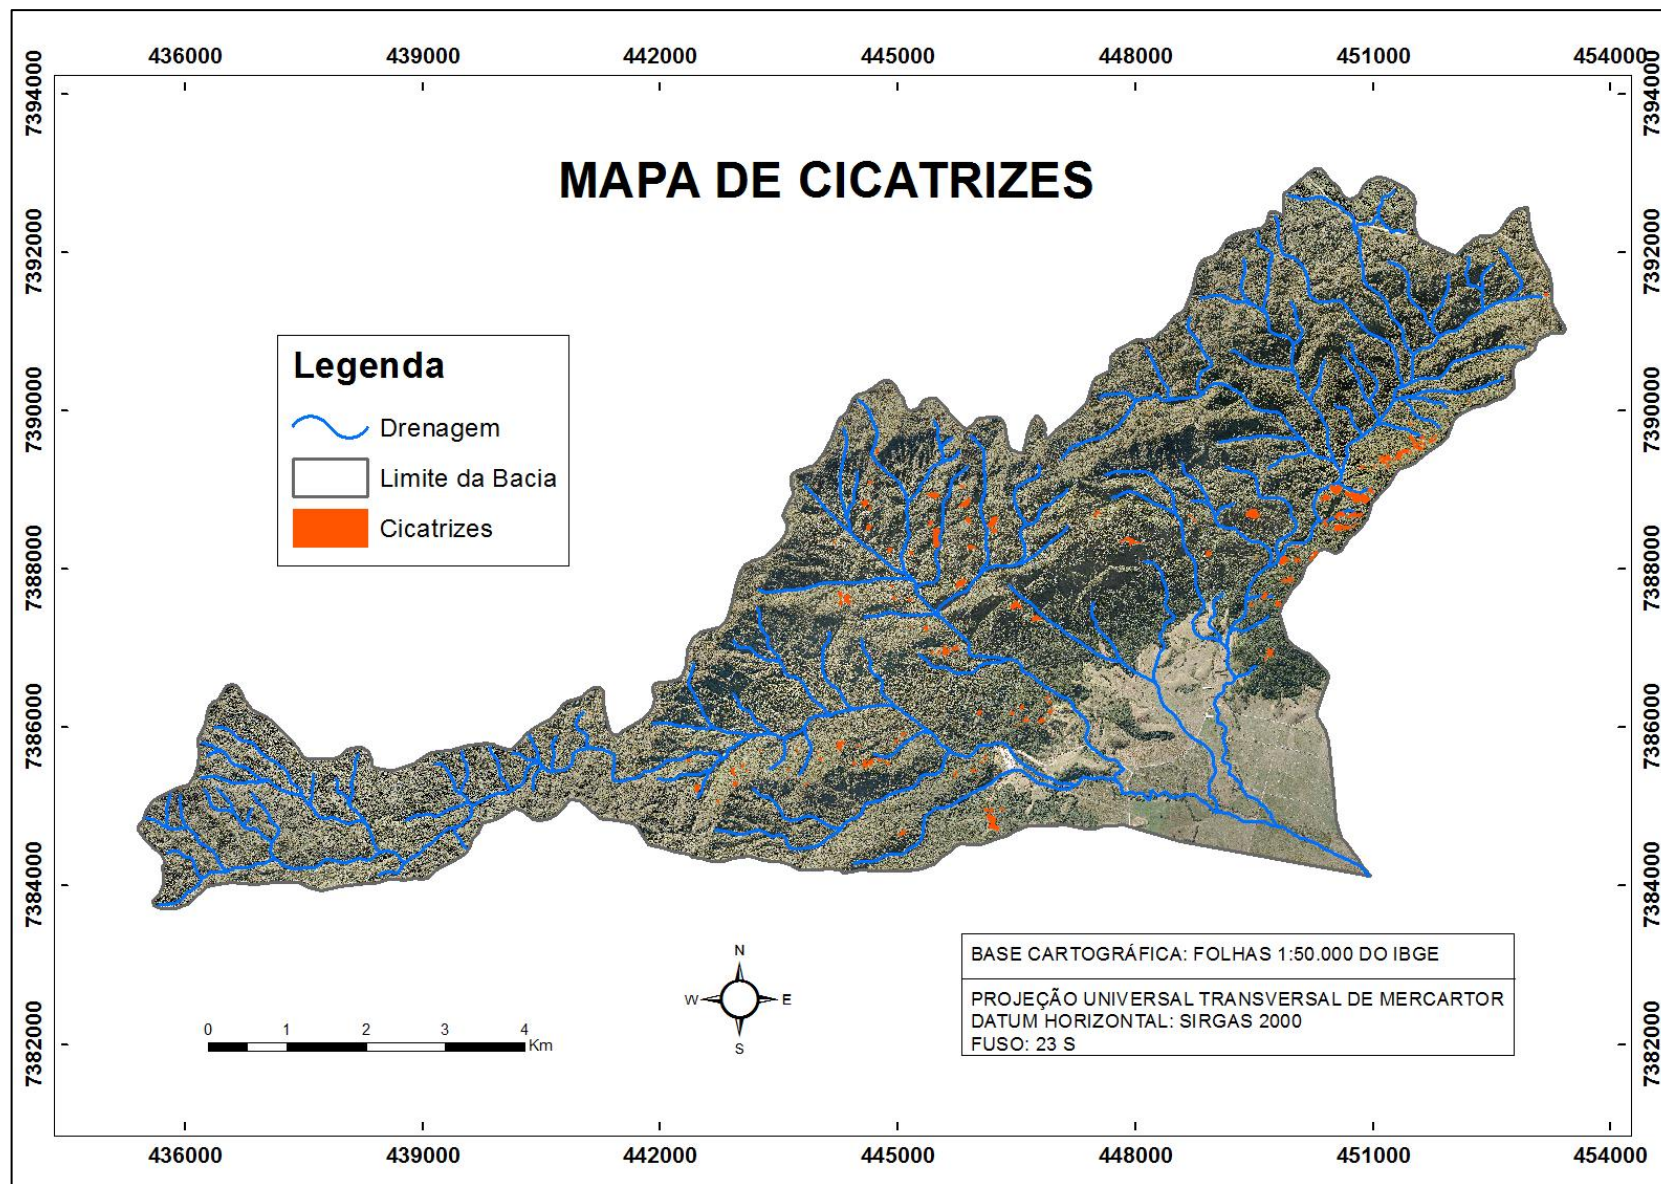 436000 439000 442000 445000 448000 451000 454000
7394000 7394000
MAPA DE CICATRIZES
7392000 7392000
Legenda
7390000 7390000
Drenagem
Limite da Bacia
Cicatrizes
7388000 7388000
7386000 7386000
7384000 7384000
BASE CARTOGRÁFICA: FOLHAS 1:50.000 DO IBGE
PROJEÇÃO UNIVERSAL TRANSVERSAL DE MERCARTOR
DATUM HORIZONTAL: SIRGAS 2000
FUSO: 23 S
N
W E
S
0 1 2 3 4
Km
7382000 7382000
436000 439000 442000 445000 448000 451000 454000